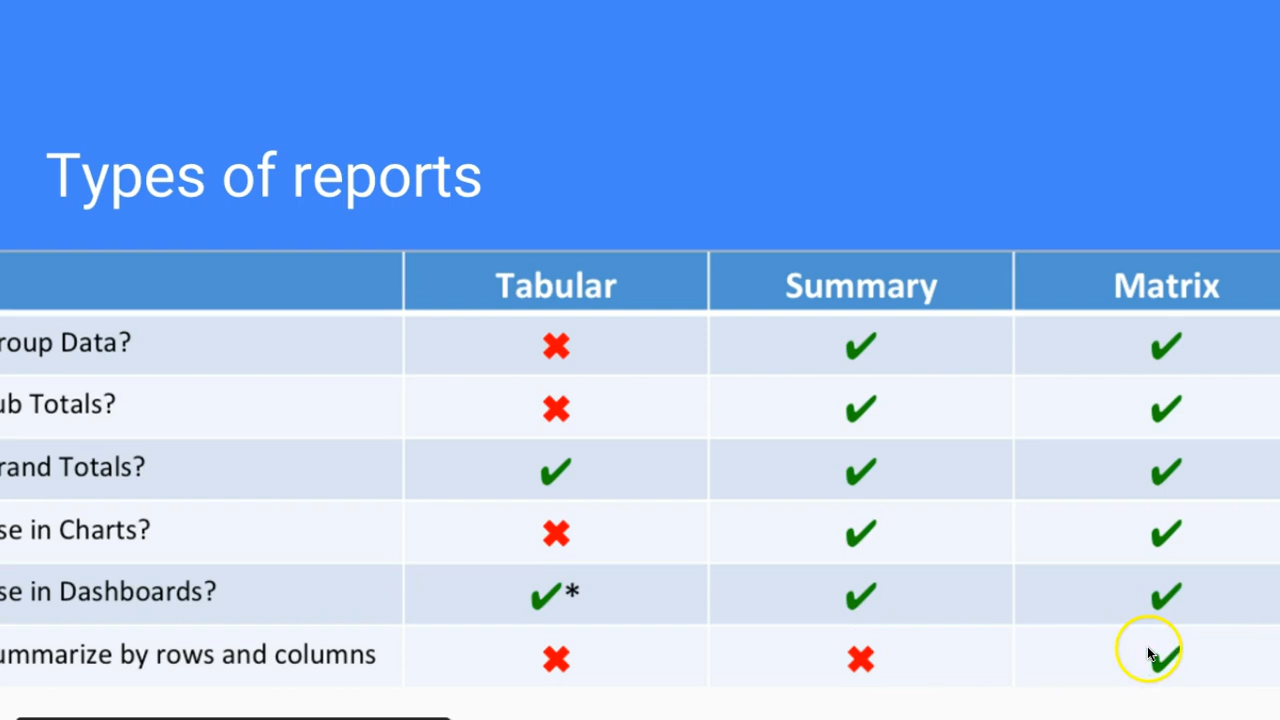 Types of reports
Tabular Summary Matrix
roup Data? ✖ ✔ ✔
ub Totals? ✖ ✔ ✔
rand Totals? ✔ ✔ ✔
se in Charts? ✖ ✔ ✔
se in Dashboards? ✔* ✔ ✔
ummarize by rows and columns ✖ ✖ ✔